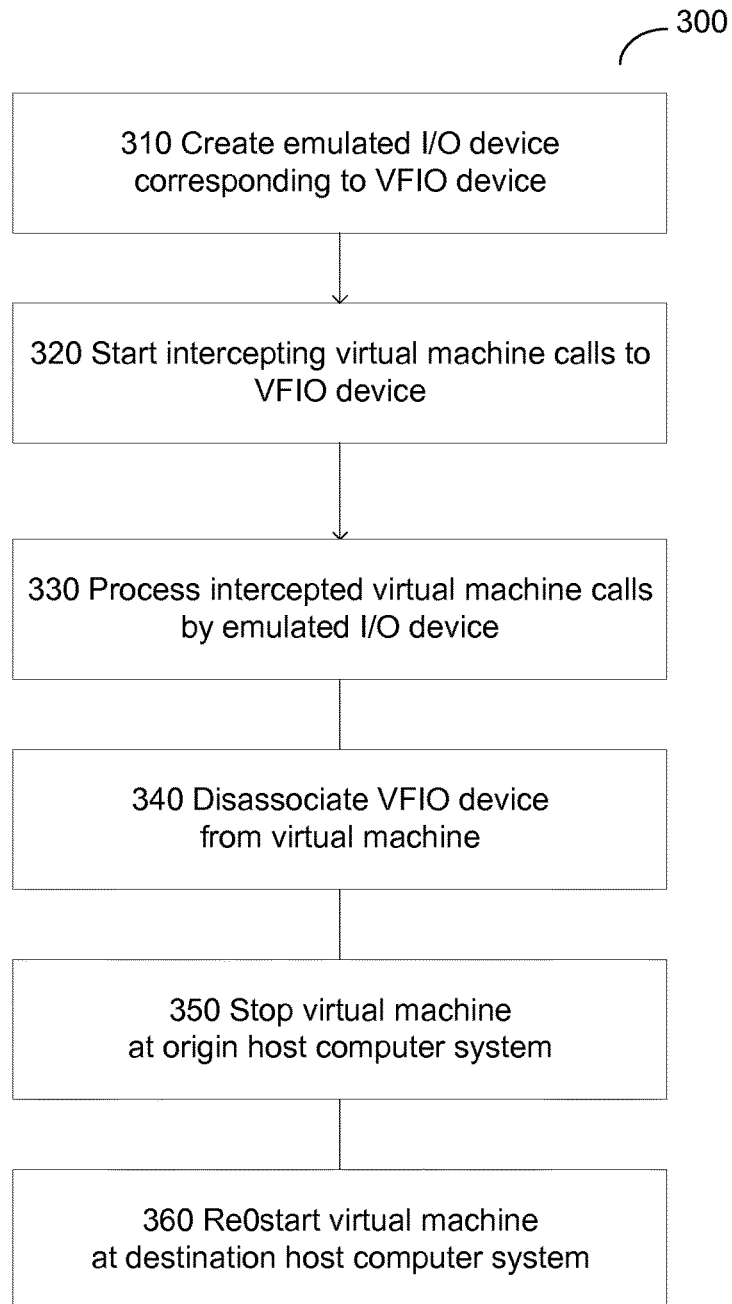 300
310 Create emulated I/O device
corresponding to VFIO device
320 Start intercepting virtual machine calls to
VFIO device
330 Process intercepted virtual machine calls
by emulated I/O device
340 Disassociate VFIO device
from virtual machine
350 Stop virtual machine
at origin host computer system
360 Re0start virtual machine
at destination host computer system